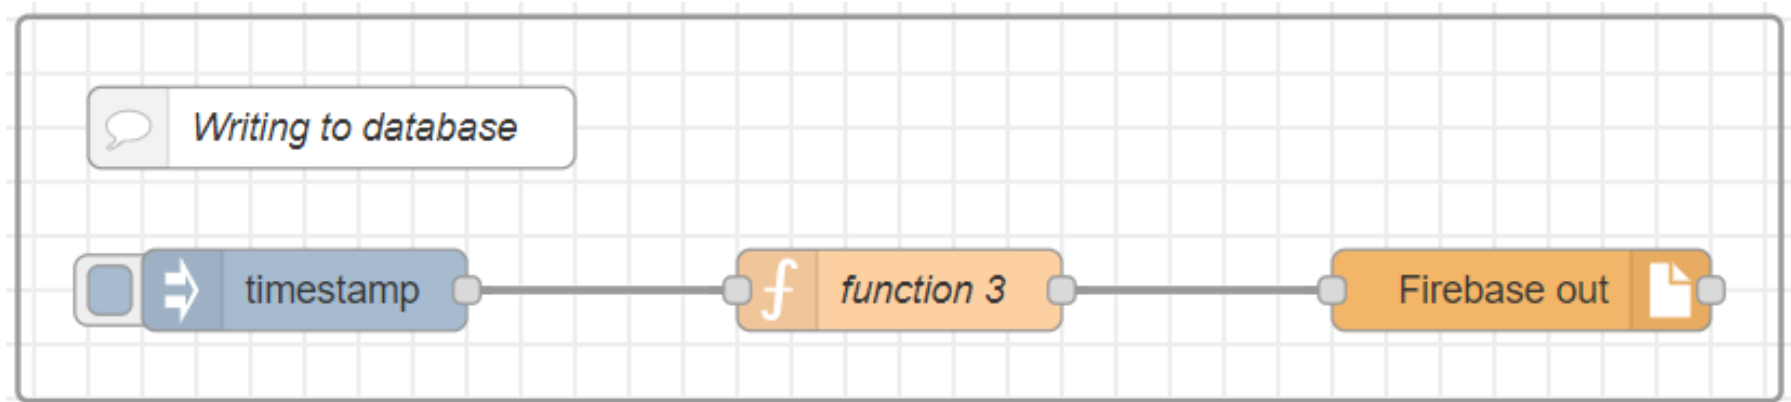 Writing to database
timestamp
function 3
Firebase out